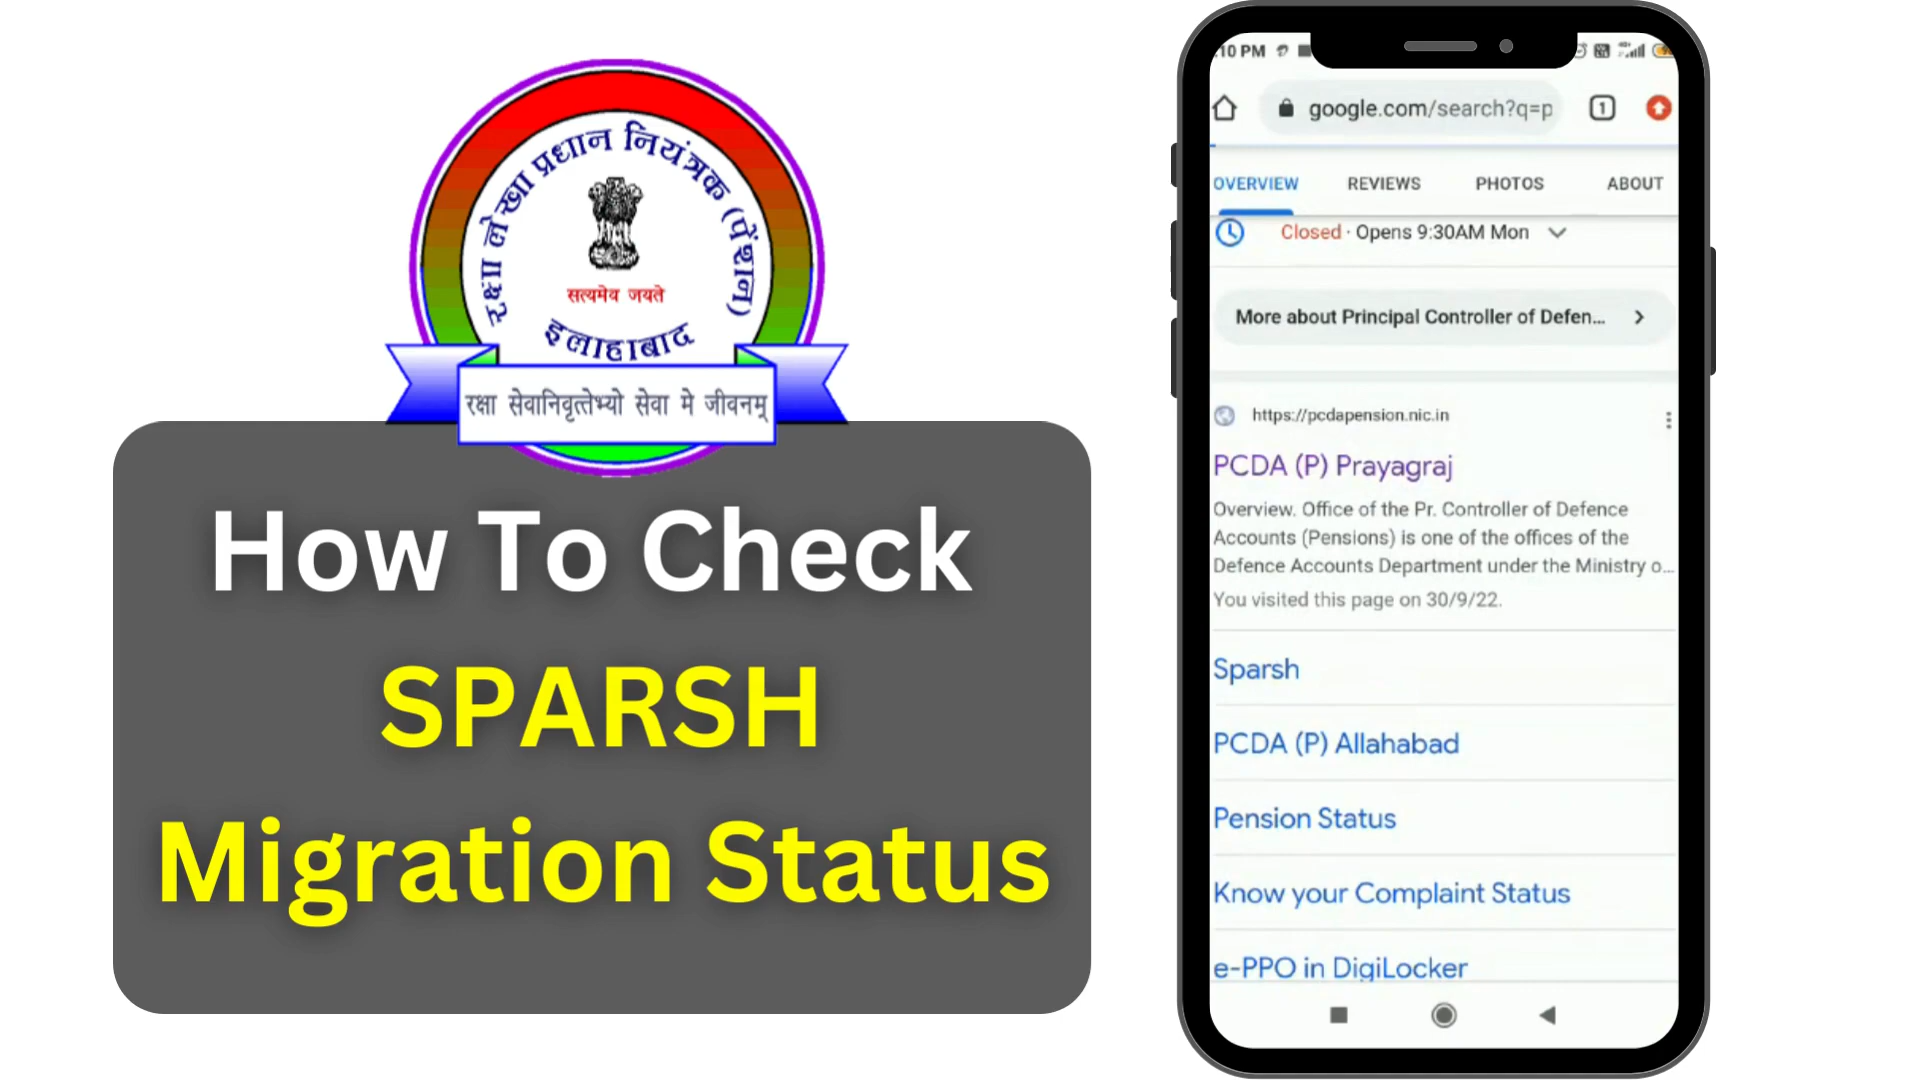 रक्षा लेखा प्रधान नियंत्रक (पेंशन)
सत्यमेव जयते
इलाहाबाद
रक्षा सेवानिवृत्तेभ्यो सेवा मे जीवनम्
How To Check
SPARSH
Migration Status
:10 PM
google.com/search?q=p
1
OVERVIEW REVIEWS PHOTOS ABOUT
Closed · Opens 9:30AM Mon
More about Principal Controller of Defen...
https://pcdapension.nic.in
PCDA (P) Prayagraj
Overview. Office of the Pr. Controller of Defence
Accounts (Pensions) is one of the offices of the
Defence Accounts Department under the Ministry o...
You visited this page on 30/9/22.
Sparsh
PCDA (P) Allahabad
Pension Status
Know your Complaint Status
e-PPO in DigiLocker